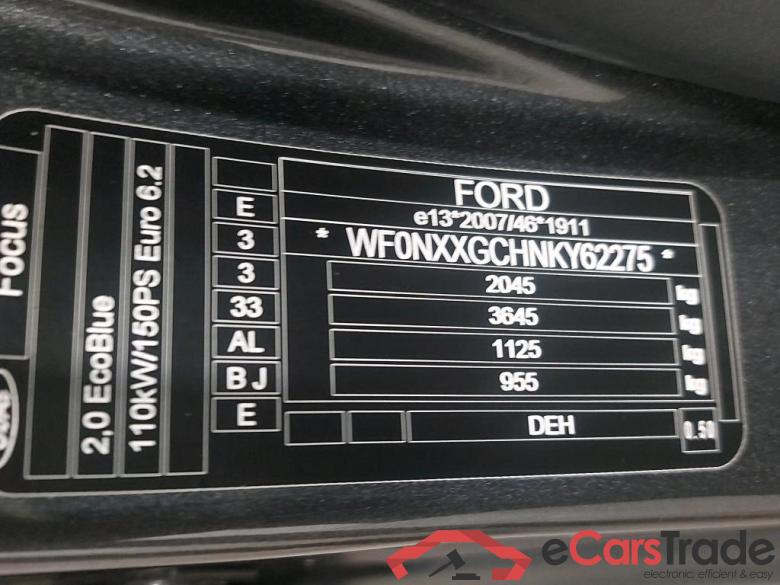 FORD
e13*2007/46*1911
* WF0NXXGCHNKY62275 *
2045 kg
3645 kg
1125 kg
955 kg
DEH
0.50
E
3
3
33
AL
B J
E
Focus
2,0 EcoBlue
110kW/150PS Euro 6.2
eCarsTrade
electronic, efficient & easy